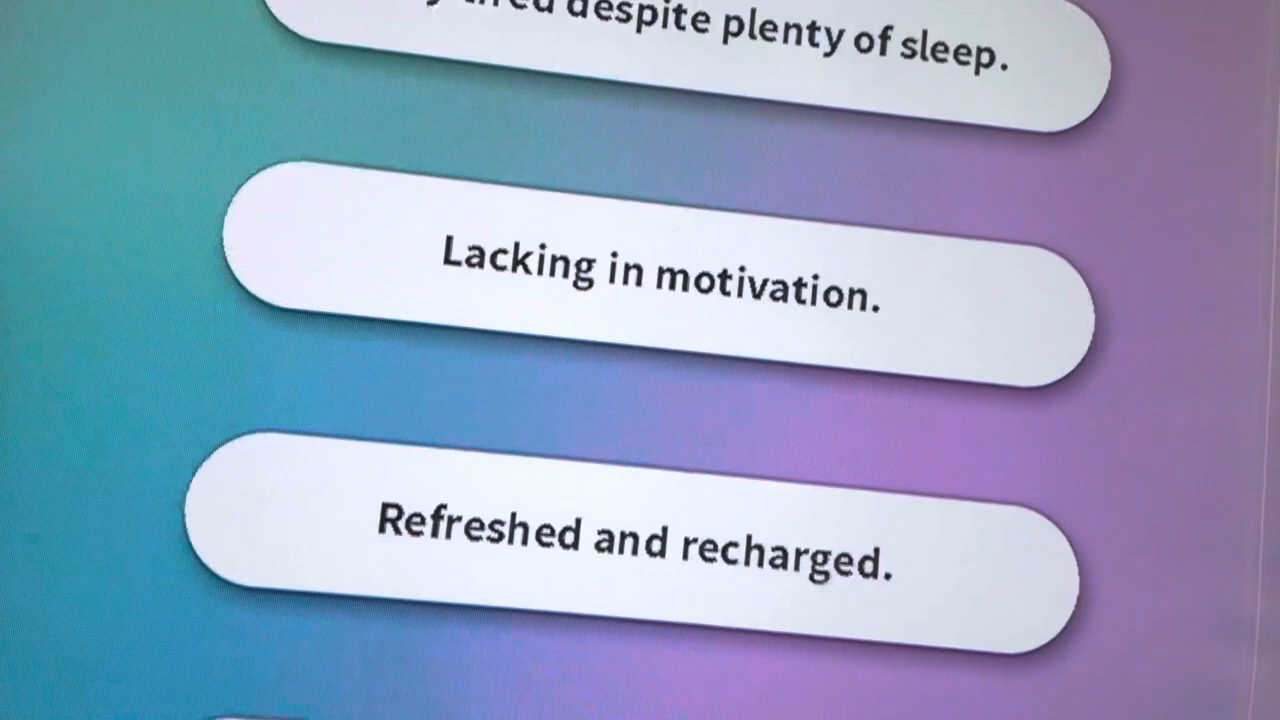 despite plenty of sleep.
Lacking in motivation.
Refreshed and recharged.